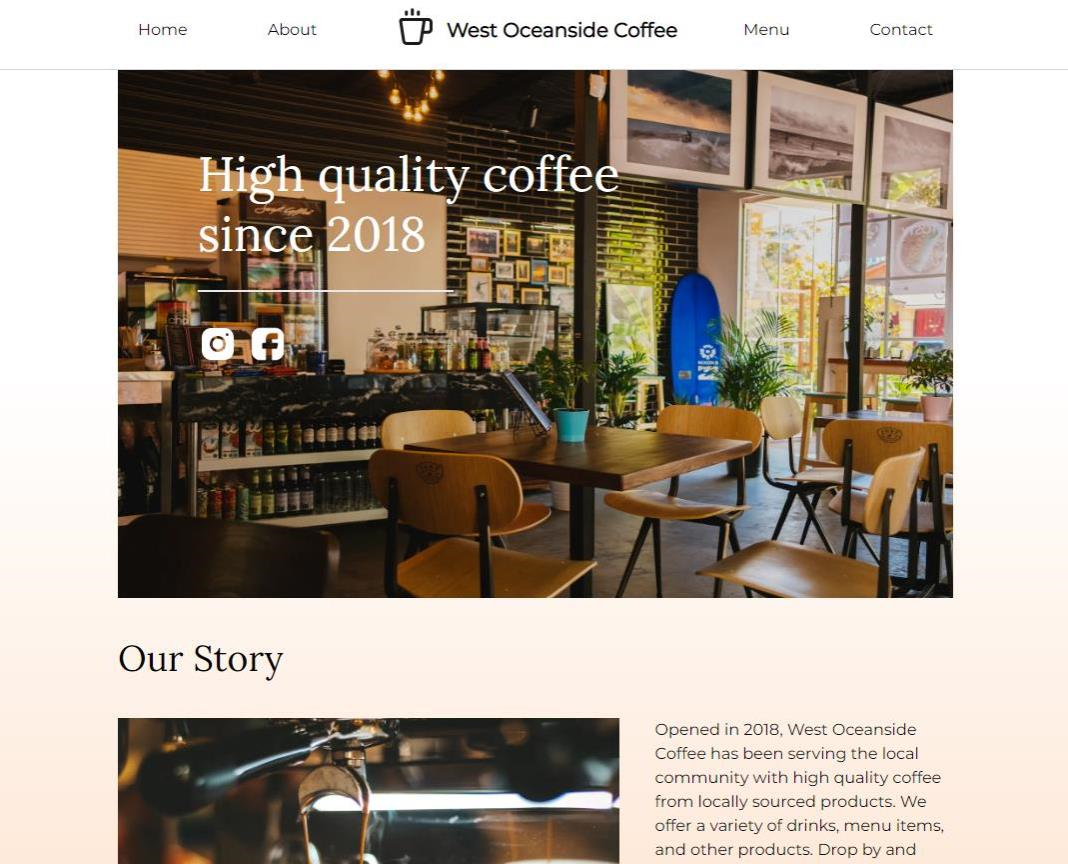 Home
About
West Oceanside Coffee
Menu
Contact
High quality coffee
since 2018
Our Story
Opened in 2018, West Oceanside
Coffee has been serving the local
community with high quality coffee
from locally sourced products. We
offer a variety of drinks, menu items,
and other products. Drop by and